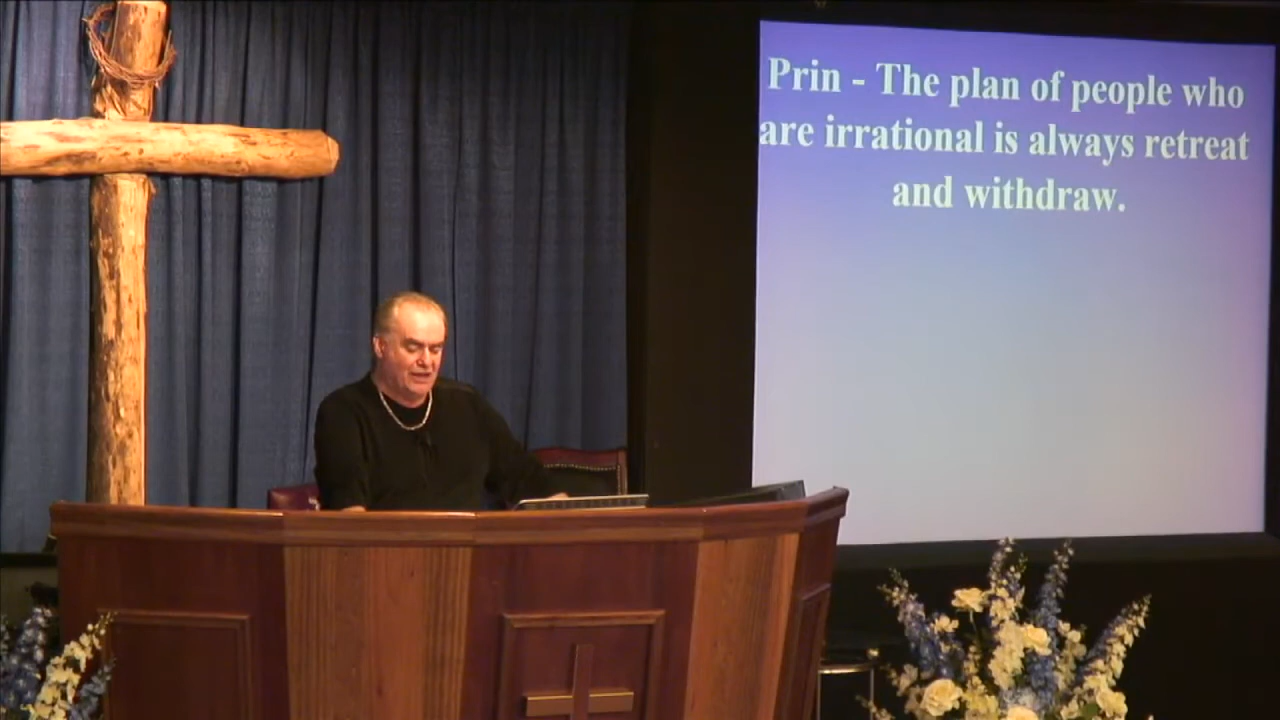 Prin - The plan of people who
are irrational is always retreat
and withdraw.